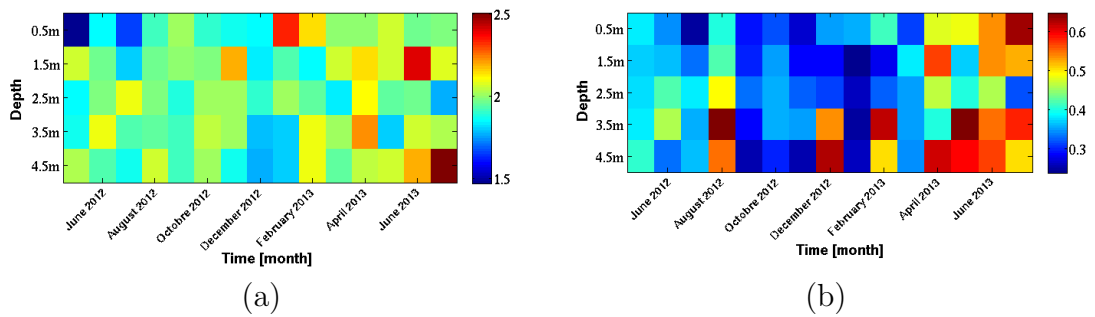 0.5m
1.5m
2.5m
3.5m
4.5m
Depth
June 2012
August 2012
Octobre 2012
December 2012
February 2013
April 2013
June 2013
Time [month]
2.5
2
1.5
(a)
0.5m
1.5m
2.5m
3.5m
4.5m
Depth
June 2012
August 2012
Octobre 2012
December 2012
February 2013
April 2013
June 2013
Time [month]
0.6
0.5
0.4
0.3
(b)